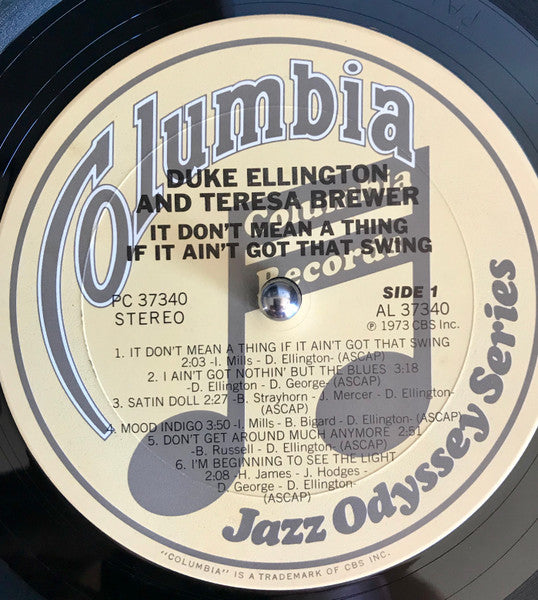 Columbia
DUKE ELLINGTON
AND TERESA BREWER
Columbia
Records
IT DON'T MEAN A THING
IF IT AIN'T GOT THAT SWING
PC 37340
STEREO
SIDE 1
AL 37340
℗ 1973 CBS Inc.
1. IT DON'T MEAN A THING IF IT AIN'T GOT THAT SWING
2:03 -I. Mills - D. Ellington- (ASCAP)
2. I AIN'T GOT NOTHIN' BUT THE BLUES 3:18
-D. Ellington - D. George- (ASCAP)
3. SATIN DOLL 2:27 -B. Strayhorn - J. Mercer - D. Ellington-
(ASCAP)
4. MOOD INDIGO 3:50 -I. Mills - B. Bigard - D. Ellington- (ASCAP)
5. DON'T GET AROUND MUCH ANYMORE 2:51
-B. Russell - D. Ellington- (ASCAP)
6. I'M BEGINNING TO SEE THE LIGHT
2:08 -H. James - J. Hodges -
D. George - D. Ellington-
(ASCAP)
Jazz Odyssey Series
"COLUMBIA" IS A TRADEMARK OF CBS INC.